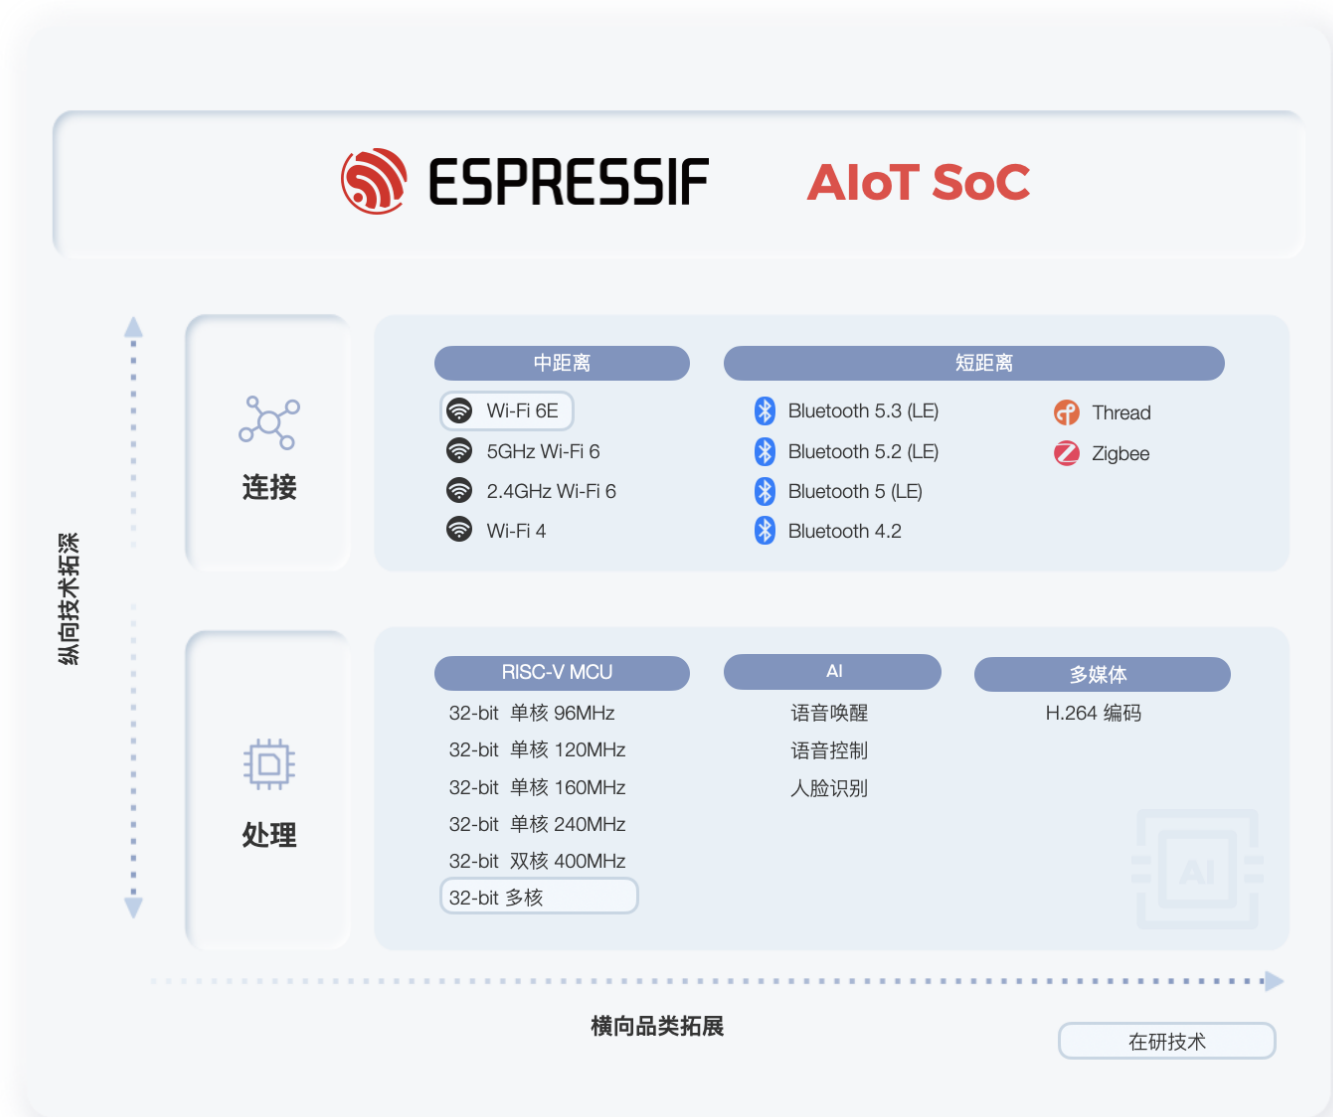 ESPRESSIF AIoT SoC
纵向技术拓深
连接
中距离
Wi-Fi 6E
5GHz Wi-Fi 6
2.4GHz Wi-Fi 6
Wi-Fi 4
短距离
Bluetooth 5.3 (LE)
Bluetooth 5.2 (LE)
Bluetooth 5 (LE)
Bluetooth 4.2
Thread
Zigbee
处理
RISC-V MCU
32-bit 单核 96MHz
32-bit 单核 120MHz
32-bit 单核 160MHz
32-bit 单核 240MHz
32-bit 双核 400MHz
32-bit 多核
AI
语音唤醒
语音控制
人脸识别
多媒体
H.264 编码
AI
横向品类拓展
在研技术